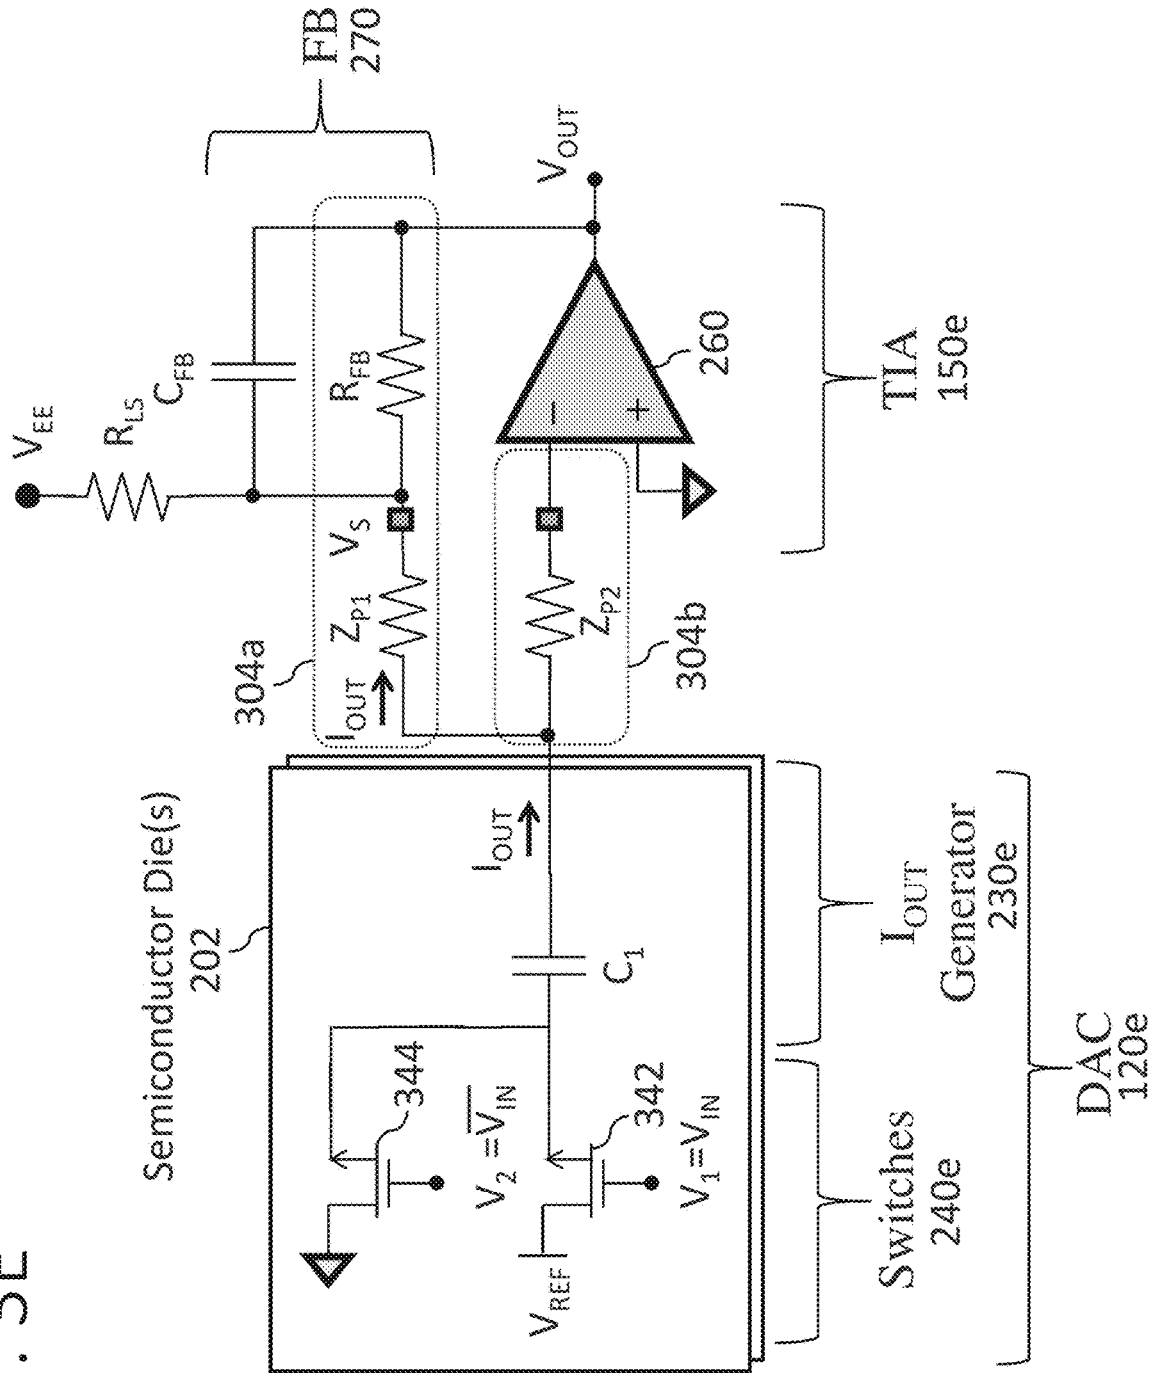 . 3E
Semiconductor Die(s)
202
344
V₂ = V̅I̅N̅
342
V₁=VIN
VREF
C₁
IOUT
304a
IOUT
ZP1
VS
VEE
RLS
CFB
RFB
FB
270
VOUT
260
−
+
ZP2
304b
TIA
150e
IOUT
Generator
230e
Switches
240e
DAC
120e